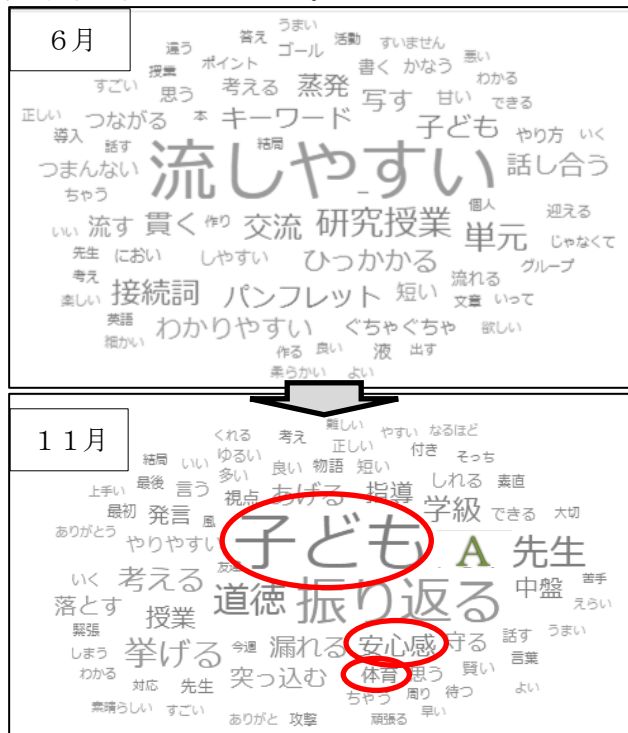 6月
うまい
答え 活動 すいません
違う ゴール 悪い
授業 ポイント 書く かなう わかる
すごい 思う 考える 蒸発 写す 甘い できる
正しい つながる 本 キーワード 子ども やり方 いく
導入 話す 結局
つまんない 流しやすい 話し合う
ちゃう 個人
いい 流す 貫く 作り 交流 研究授業 単元 迎える
じゃなくて
先生 におい しやすい ひっかかる グループ
考え 流れる
楽しい 接続詞 パンフレット 短い 文章 いって
英語 わかりやすい ぐちゃぐちゃ 欲しい
細かい 作る 良い 液 出す
柔らかい よい
11月
難しい
くれる 考え 正しい やすい なるほど
結局 いい ゆるい 良い 物語 短い 付き そっち
多い
上手い 最後 言う 視点 あげる 指導 しれる 素直
最初 発言 風 学級 できる 大切
ありがとう やりやすい 子ども A 先生
いく 考える 中盤 苦手
落とす 授業 道徳 振り返る えらい
緊張
しまう 挙げる 今週 漏れる 安心感 守る 話す うまい
わかる 対応 先生 突っ込む 体育 思う 賢い 言葉
ちゃう 周り 待つ よい
素晴らしい すごい ありがと 攻撃 頑張る 早い